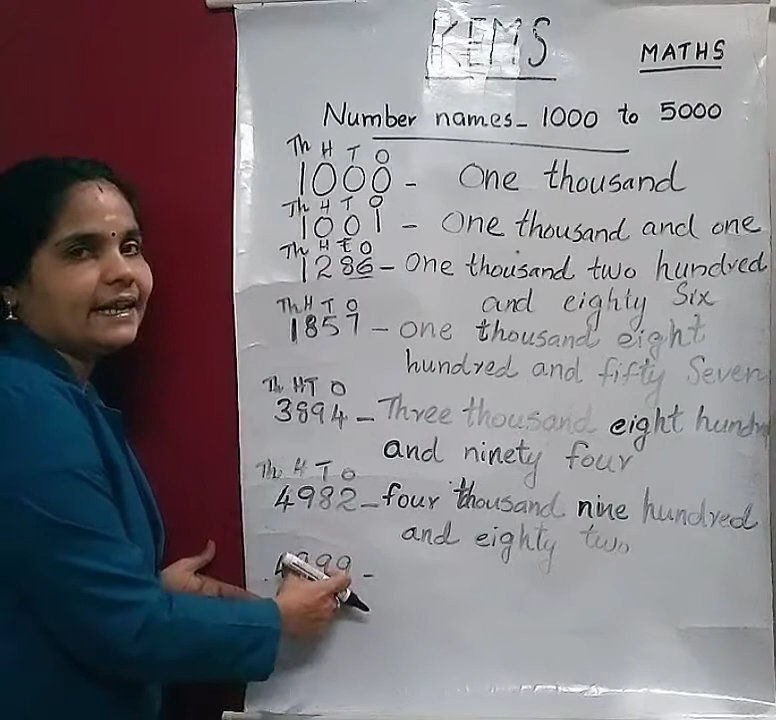 KEMS
MATHS
Number names - 1000 to 5000
Th H T O
1000 - One thousand
Th H T O
1001 - One thousand and one
Th H T O
1286 - One thousand two hundred
and eighty Six
Th H T O
1857 - one thousand eight
hundred and fifty Seven
Th H T O
3894 - Three thousand eight hundred
and ninety four
Th H T O
4982 - four thousand nine hundred
and eighty two
4999 -